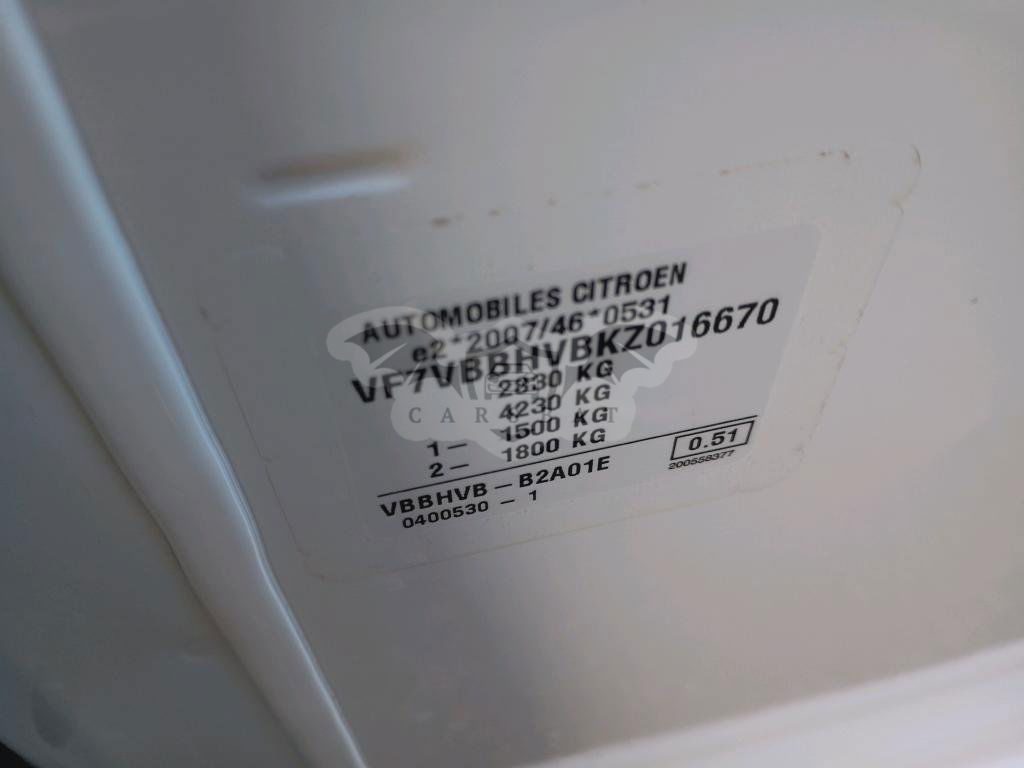 AUTOMOBILES CITROEN
e2*2007/46*0531
VF7VBBHVBKZ016670
2830 KG
4230 KG
1– 1500 KG
2– 1800 KG
VBBHVB – B2A01E
0.51
0400530 – 1
200558377